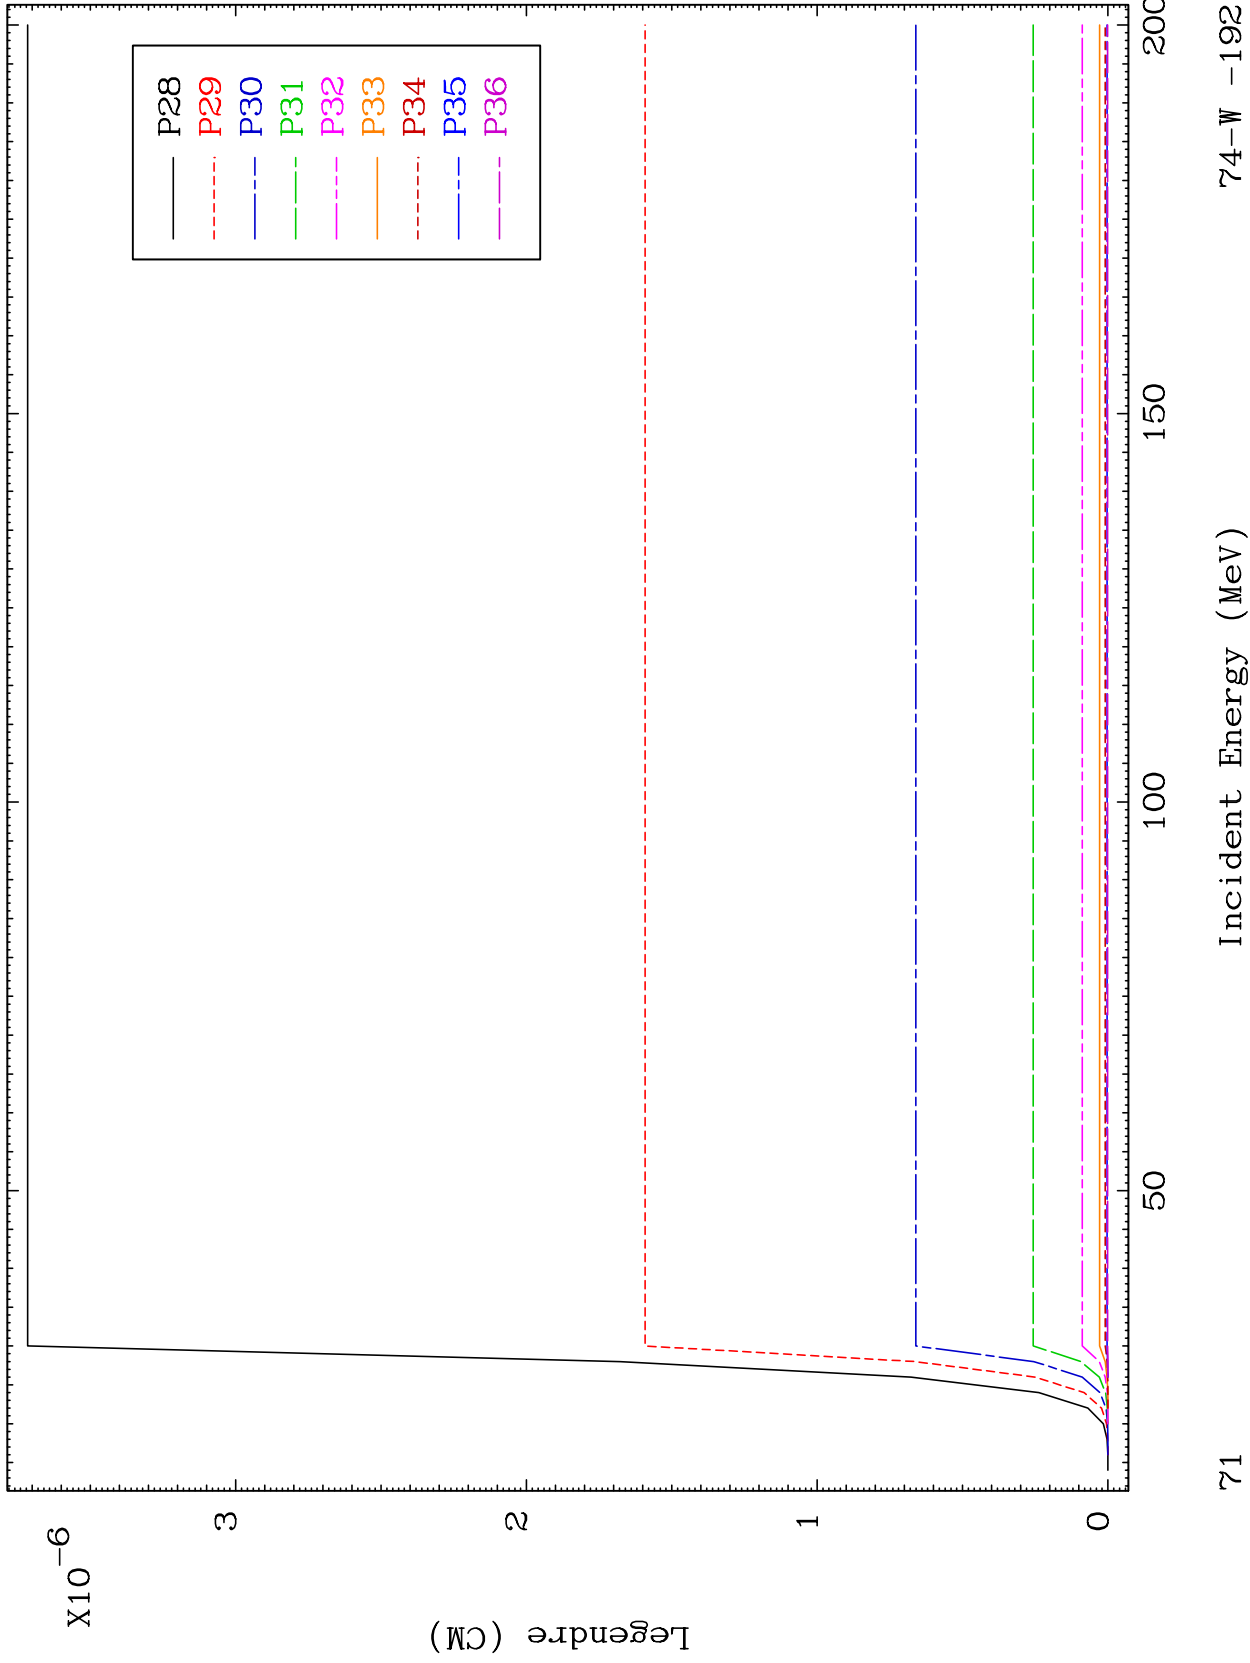 X10-6
3
2
1
0
Legendre (CM)
P28
P29
P30
P31
P32
P33
P34
P35
P36
50
100
150
200
Incident Energy (MeV)
71
74-W -192